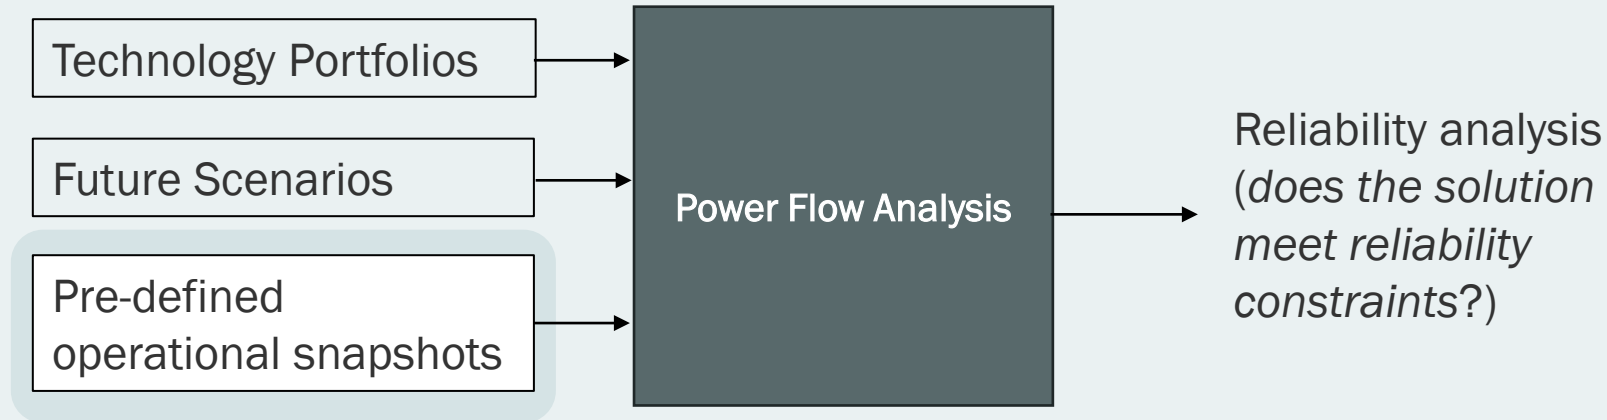 Technology Portfolios
Future Scenarios
Pre-defined
operational snapshots
Power Flow Analysis
Reliability analysis
(does the solution
meet reliability
constraints?)